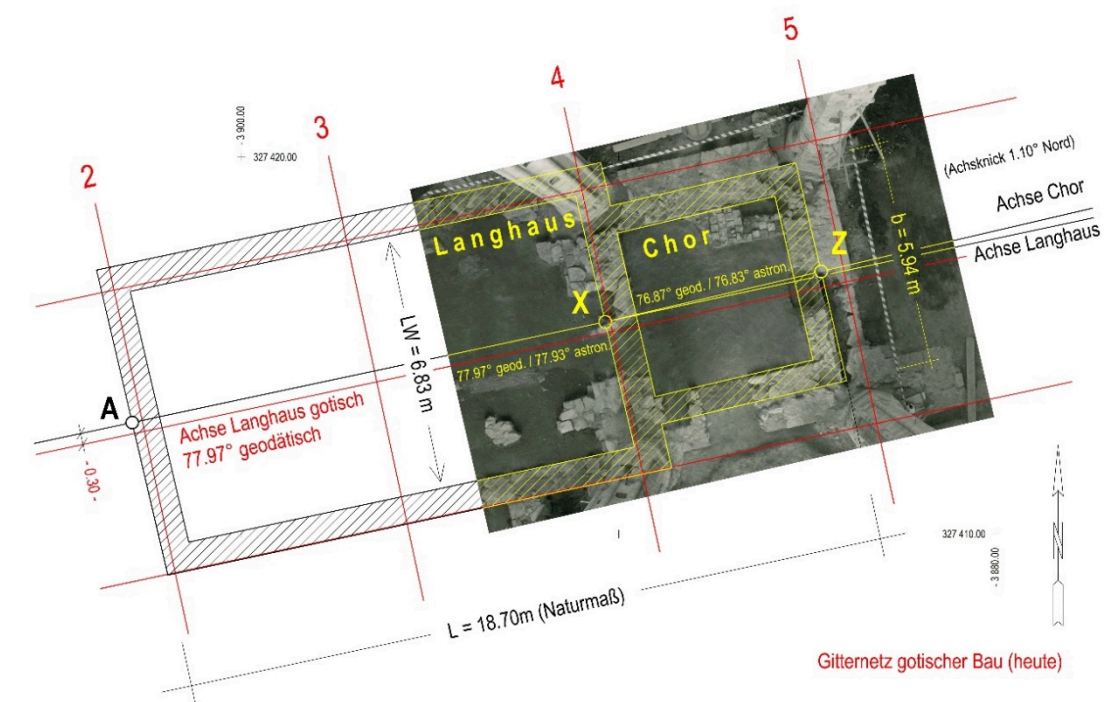 5
4
3
2
- 3 900.00
327 420.00
(Achsknick 1.10° Nord)
Achse Chor
Achse Langhaus
b = 5.94 m
Langhaus
Chor
Z
X
76.87° geod. / 76.83° astron.
77.97° geod. / 77.93° astron.
LW = 6.83 m
A
Achse Langhaus gotisch
77.97° geodätisch
- 0.30 -
N
327 410.00
- 3 880.00
L = 18.70m (Naturmaß)
Gitternetz gotischer Bau (heute)